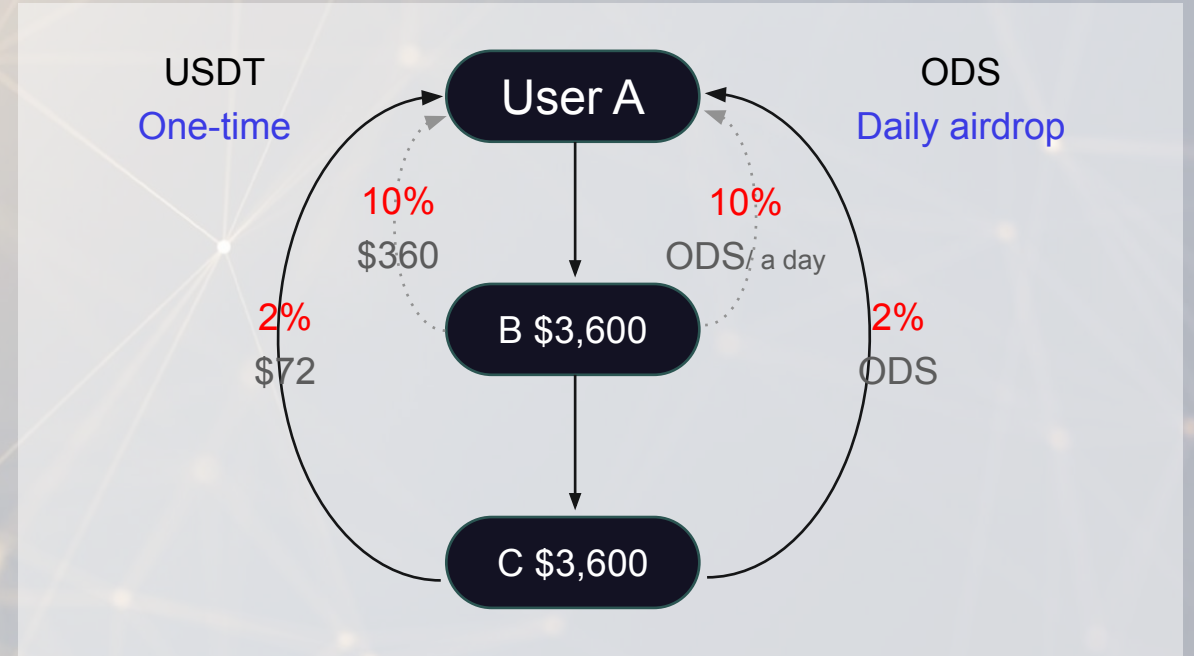 USDT
One-time
User A
ODS
Daily airdrop
10%
$360
10%
ODS/ a day
2%
$72
B $3,600
2%
ODS
C $3,600